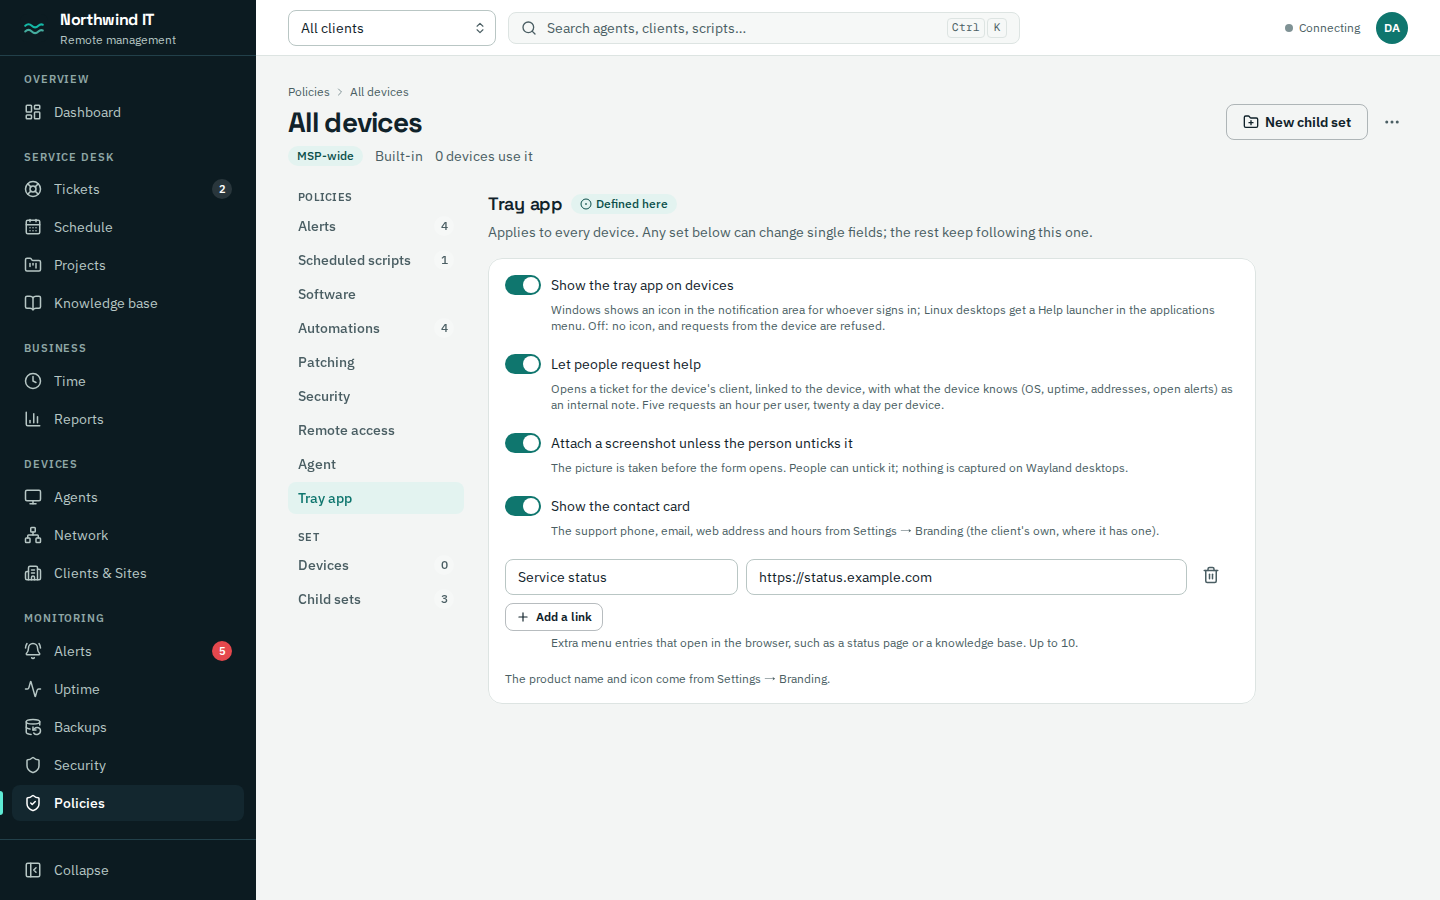 Northwind IT
Remote management
OVERVIEW
Dashboard
SERVICE DESK
Tickets 2
Schedule
Projects
Knowledge base
BUSINESS
Time
Reports
DEVICES
Agents
Network
Clients & Sites
MONITORING
Alerts 5
Uptime
Backups
Security
Policies
Collapse
All clients
Search agents, clients, scripts...
Ctrl K
Connecting
DA
Policies > All devices
All devices
MSP-wide Built-in 0 devices use it
New child set
POLICIES
Alerts 4
Scheduled scripts 1
Software
Automations 4
Patching
Security
Remote access
Agent
Tray app
SET
Devices 0
Child sets 3
Tray app Defined here
Applies to every device. Any set below can change single fields; the rest keep following this one.
Show the tray app on devices
Windows shows an icon in the notification area for whoever signs in; Linux desktops get a Help launcher in the applications
menu. Off: no icon, and requests from the device are refused.
Let people request help
Opens a ticket for the device's client, linked to the device, with what the device knows (OS, uptime, addresses, open alerts) as
an internal note. Five requests an hour per user, twenty a day per device.
Attach a screenshot unless the person unticks it
The picture is taken before the form opens. People can untick it; nothing is captured on Wayland desktops.
Show the contact card
The support phone, email, web address and hours from Settings → Branding (the client's own, where it has one).
Service status https://status.example.com
Add a link
Extra menu entries that open in the browser, such as a status page or a knowledge base. Up to 10.
The product name and icon come from Settings → Branding.